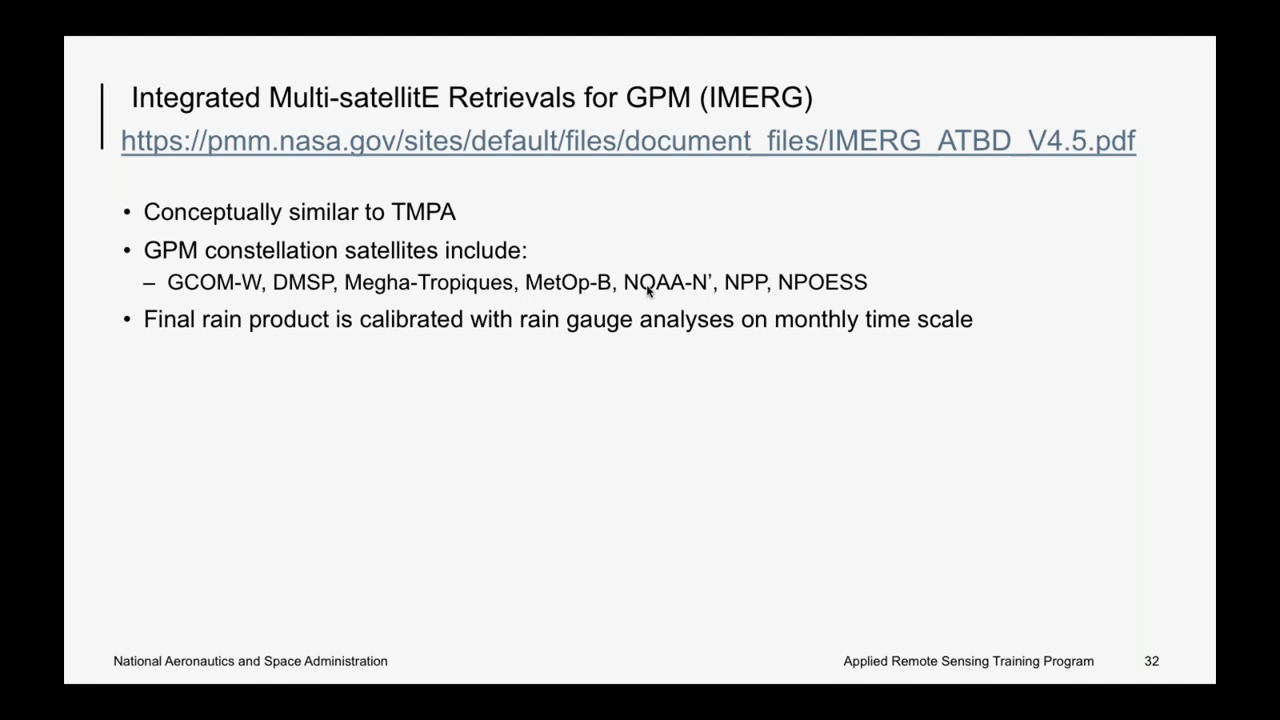 Integrated Multi-satellitE Retrievals for GPM (IMERG)
https://pmm.nasa.gov/sites/default/files/document_files/IMERG_ATBD_V4.5.pdf
• Conceptually similar to TMPA
• GPM constellation satellites include:
– GCOM-W, DMSP, Megha-Tropiques, MetOp-B, NOAA-N’, NPP, NPOESS
• Final rain product is calibrated with rain gauge analyses on monthly time scale
National Aeronautics and Space Administration
Applied Remote Sensing Training Program
32